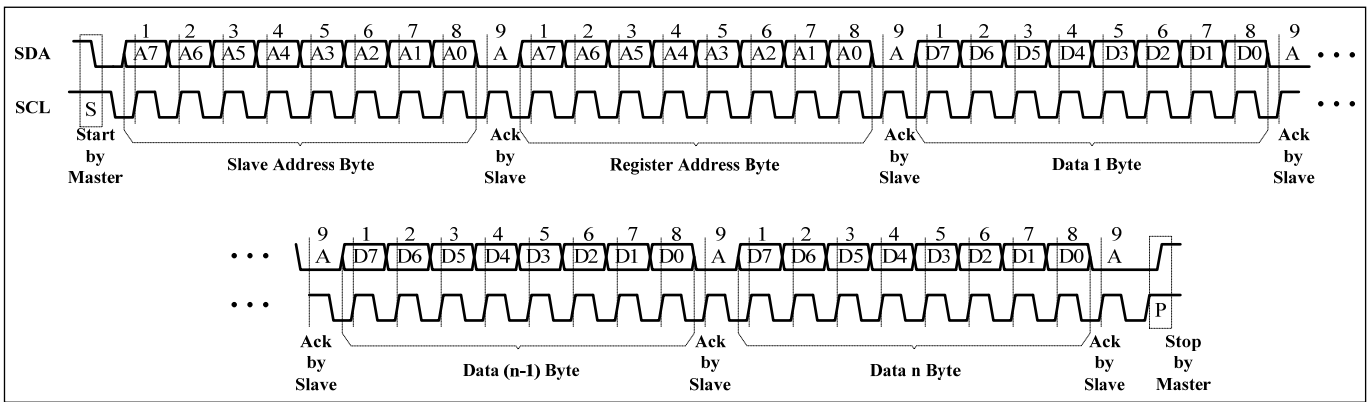 1 2 3 4 5 6 7 8 9 1 2 3 4 5 6 7 8 9 1 2 3 4 5 6 7 8 9
SDA A7 A6 A5 A4 A3 A2 A1 A0 A A7 A6 A5 A4 A3 A2 A1 A0 A D7 D6 D5 D4 D3 D2 D1 D0 A • • •
SCL S • • •
Start by Master
Slave Address Byte
Ack by Slave
Register Address Byte
Ack by Slave
Data 1 Byte
Ack by Slave
9 1 2 3 4 5 6 7 8 9 1 2 3 4 5 6 7 8 9
• • • A D7 D6 D5 D4 D3 D2 D1 D0 A D7 D6 D5 D4 D3 D2 D1 D0 A
• • • P
Ack by Slave
Data (n-1) Byte
Ack by Slave
Data n Byte
Ack by Slave
Stop by Master